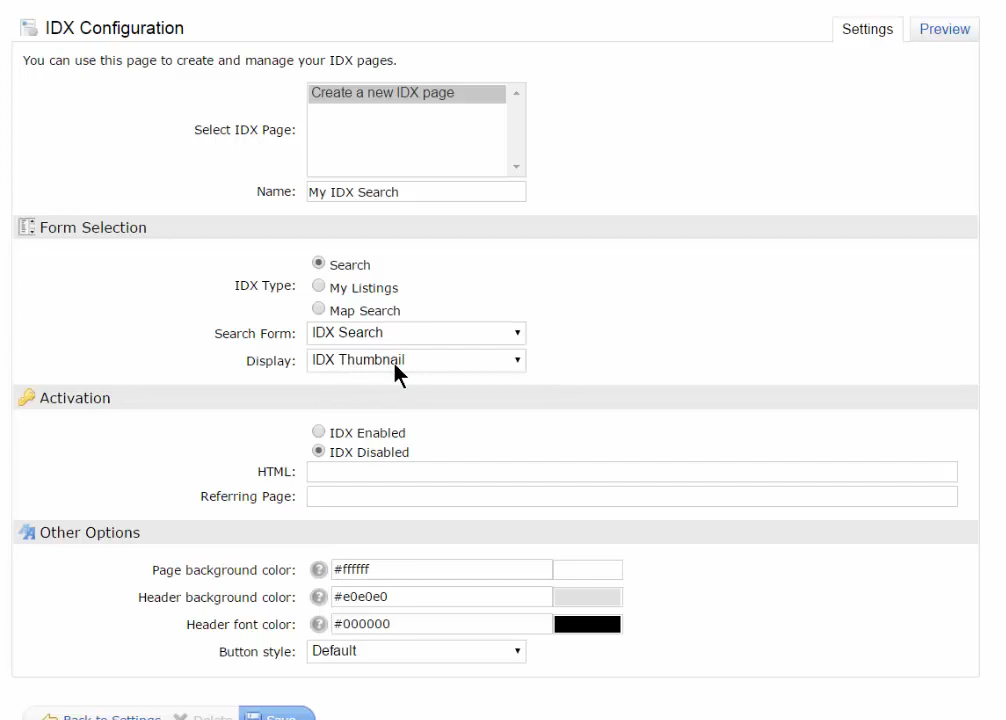 IDX Configuration
Settings
Preview
You can use this page to create and manage your IDX pages.
Select IDX Page:
Create a new IDX page
Name:
My IDX Search
Form Selection
IDX Type:
Search
My Listings
Map Search
Search Form:
IDX Search
Display:
IDX Thumbnail
Activation
IDX Enabled
IDX Disabled
HTML:
Referring Page:
Other Options
Page background color:
? #ffffff
Header background color:
? #e0e0e0
Header font color:
? #000000
Button style:
Default
Back to Settings
Delete
Save